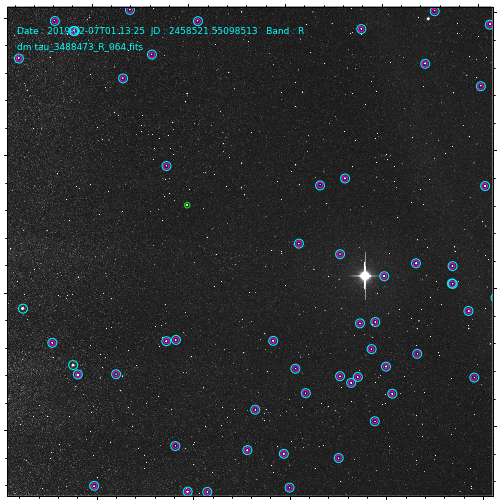 Date : 2019-02-07T01:13:25 JD : 2458521.55098513 Band : R
dm tau_3488473_R_064.fits